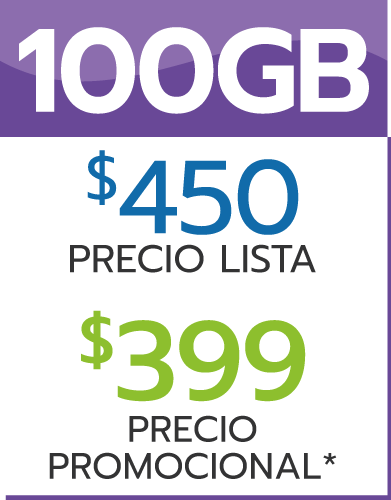 100GB
$450
PRECIO LISTA
$399
PRECIO
PROMOCIONAL*